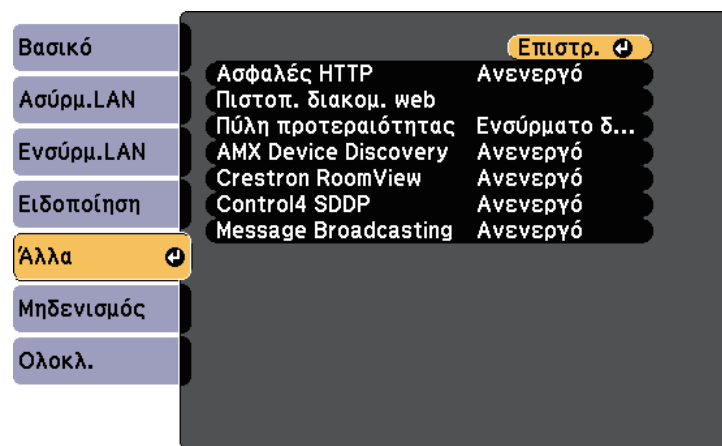 Βασικό
Ασύρμ.LAN
Ενσύρμ.LAN
Ειδοποίηση
Άλλα
Μηδενισμός
Ολοκλ.
Επιστρ.
Ασφαλές HTTP Ανενεργό
Πιστοπ. διακομ. web
Πύλη προτεραιότητας Ενσύρματο δ...
AMX Device Discovery Ανενεργό
Crestron RoomView Ανενεργό
Control4 SDDP Ανενεργό
Message Broadcasting Ανενεργό